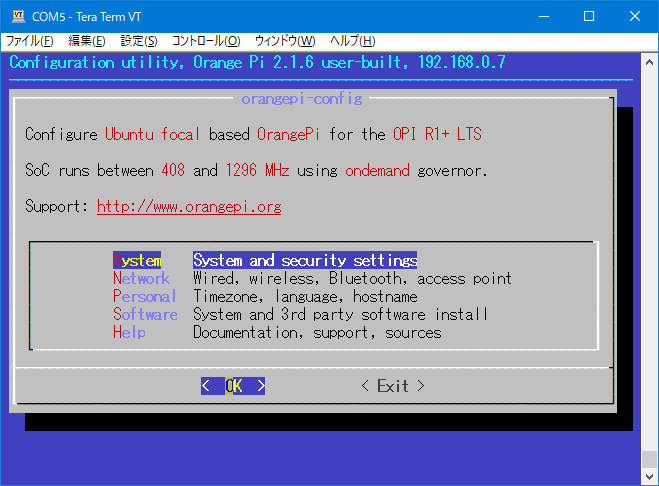 COM5 - Tera Term VT
ファイル(F) 編集(E) 設定(S) コントロール(O) ウィンドウ(W) ヘルプ(H)
Configuration utility, Orange Pi 2.1.6 user-built, 192.168.0.7
orangepi-config
Configure Ubuntu focal based OrangePi for the OPI R1+ LTS
SoC runs between 408 and 1296 MHz using ondemand governor.
Support: http://www.orangepi.org
System System and security settings
Network Wired, wireless, Bluetooth, access point
Personal Timezone, language, hostname
Software System and 3rd party software install
Help Documentation, support, sources
< OK > < Exit >